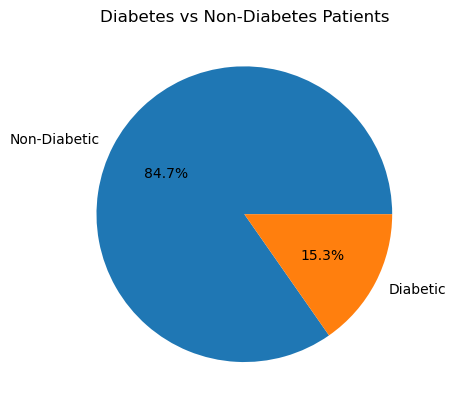 Diabetes vs Non-Diabetes Patients
Non-Diabetic
84.7%
15.3%
Diabetic